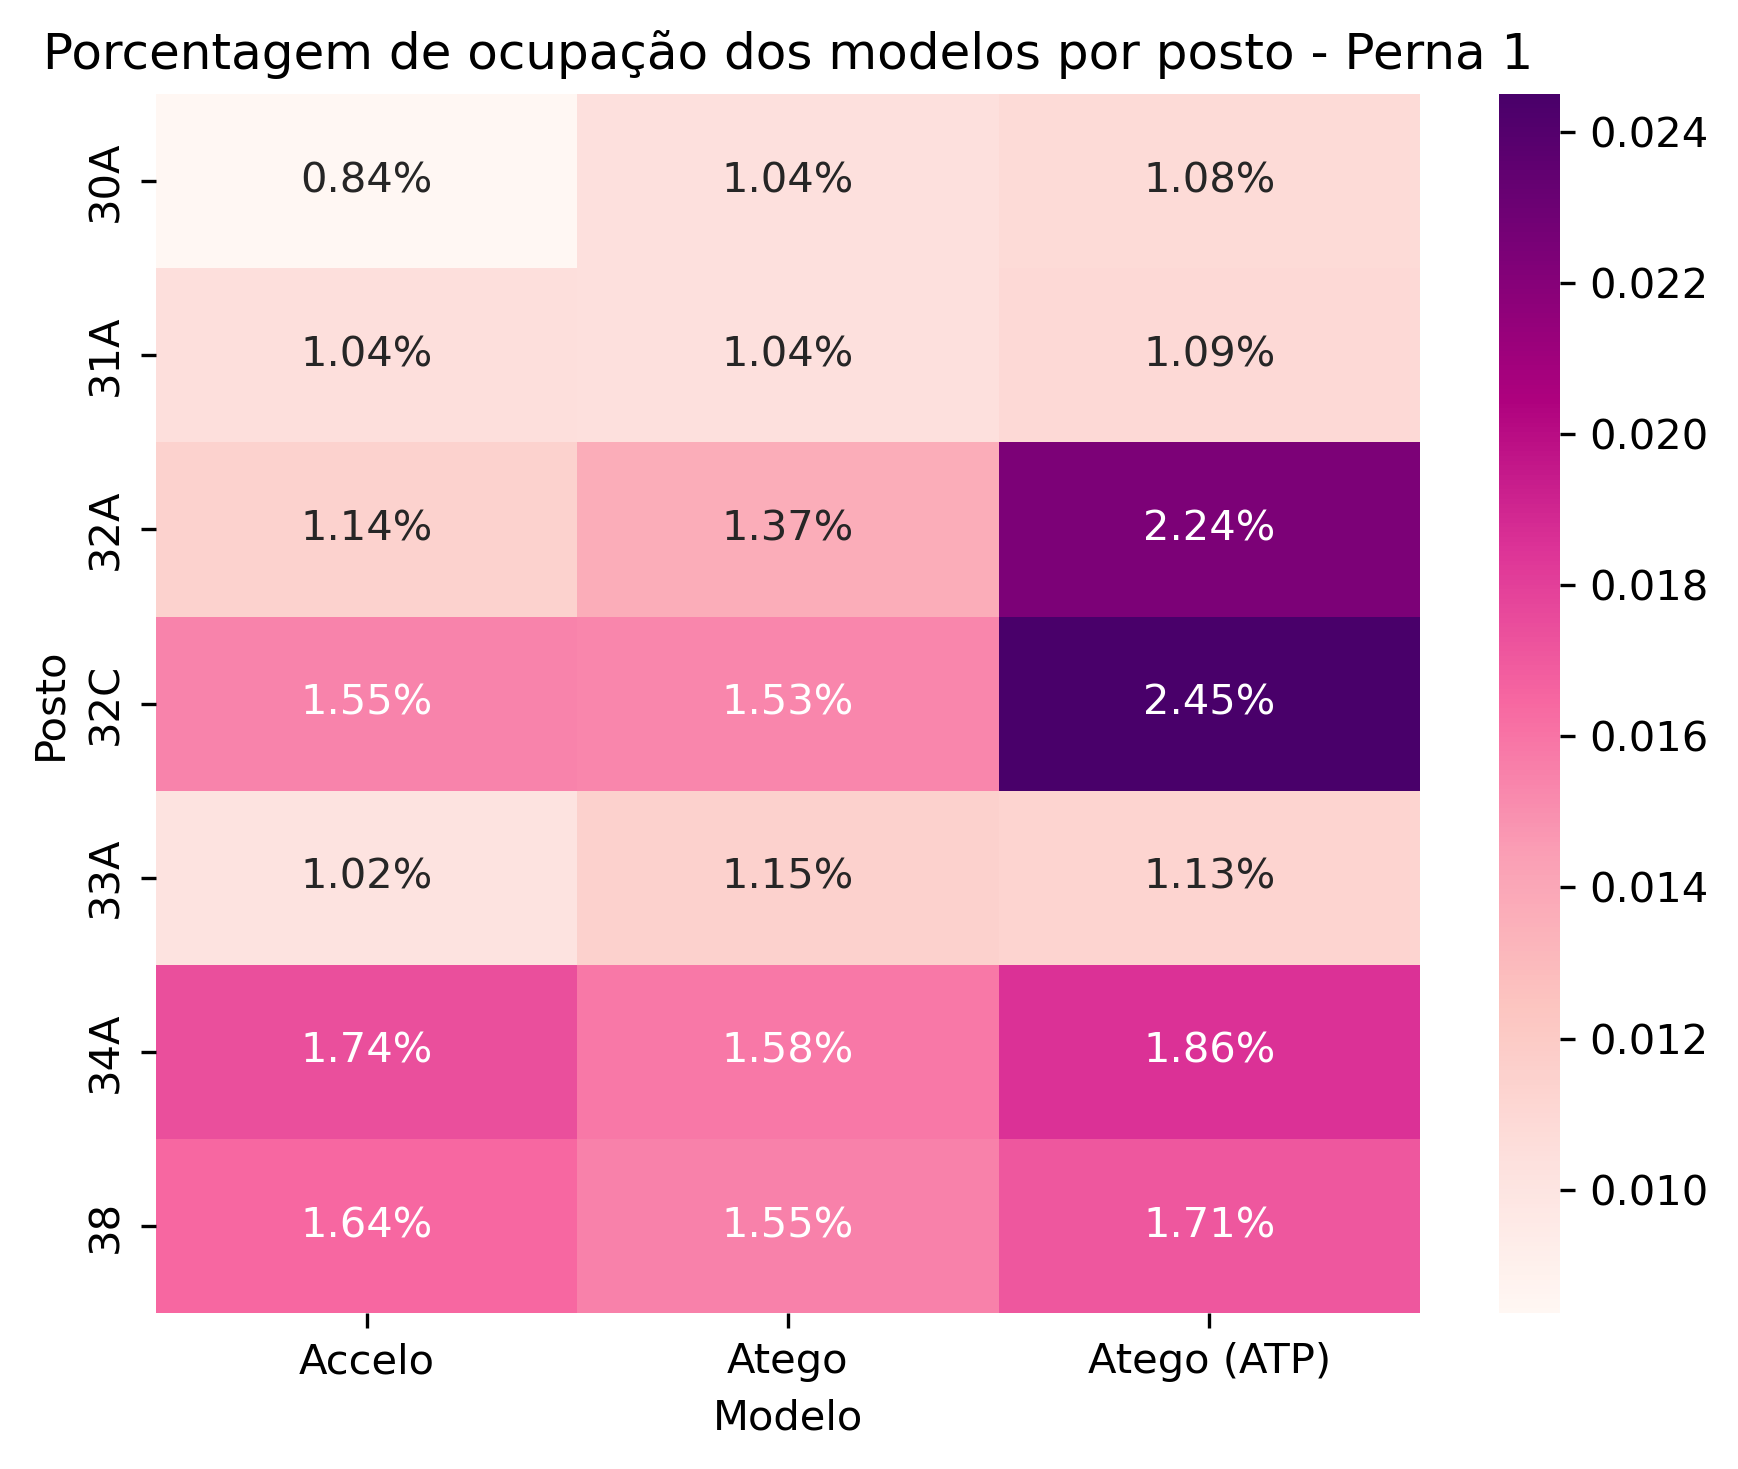 Porcentagem de ocupação dos modelos por posto - Perna 1
Posto
30A 0.84% 1.04% 1.08%
31A 1.04% 1.04% 1.09%
32A 1.14% 1.37% 2.24%
32C 1.55% 1.53% 2.45%
33A 1.02% 1.15% 1.13%
34A 1.74% 1.58% 1.86%
38 1.64% 1.55% 1.71%
Accelo Atego Atego (ATP)
Modelo
0.024
0.022
0.020
0.018
0.016
0.014
0.012
0.010